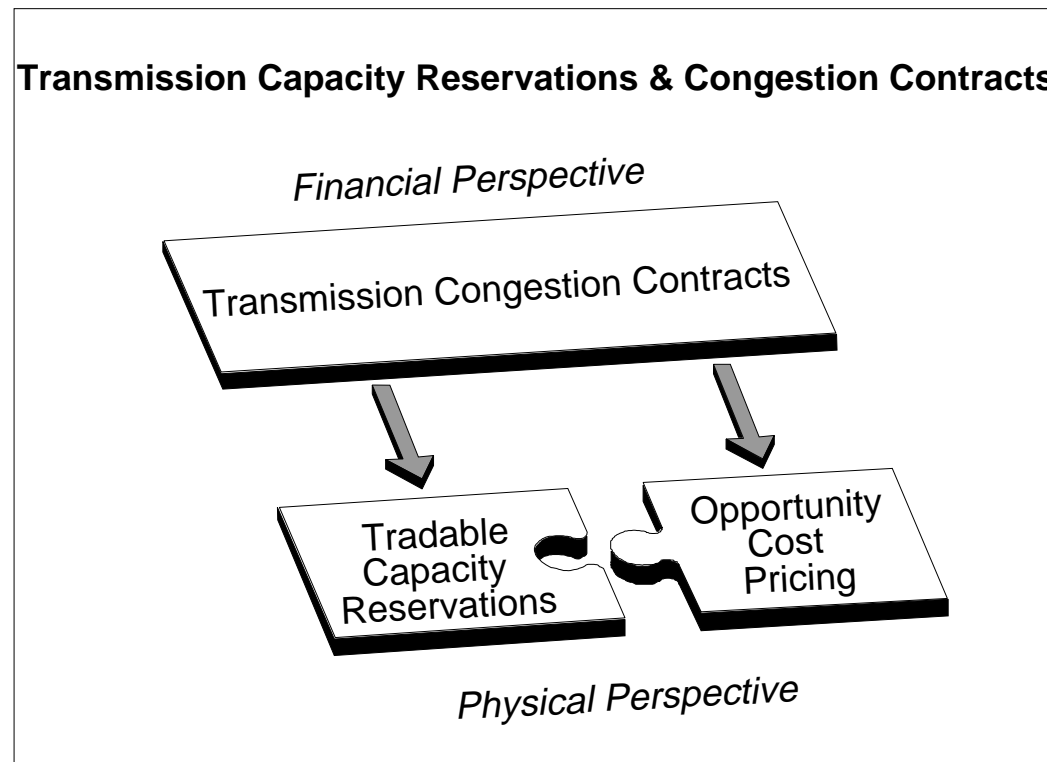 Transmission Capacity Reservations & Congestion Contracts
Financial Perspective
Transmission Congestion Contracts
Tradable
Capacity
Reservations
Opportunity
Cost
Pricing
Physical Perspective